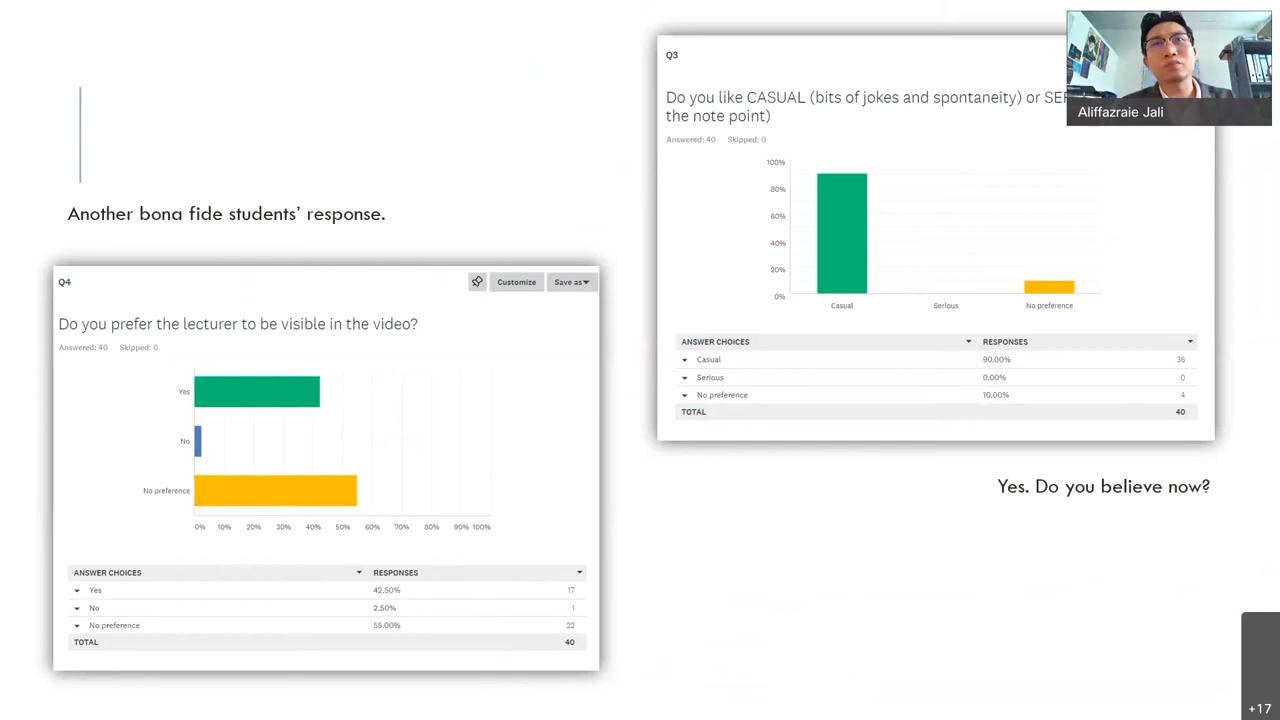 Another bona fide students' response.
Q4
Customize
Save as
Do you prefer the lecturer to be visible in the video?
Answered: 40 Skipped: 0
Yes
No
No preference
0% 10% 20% 30% 40% 50% 60% 70% 80% 90% 100%
ANSWER CHOICES RESPONSES
Yes 42.50% 17
No 2.50% 1
No preference 55.00% 22
TOTAL 40
Q3
Do you like CASUAL (bits of jokes and spontaneity) or
the note point)
Answered: 40 Skipped: 0
100%
80%
60%
40%
20%
0%
Casual Serious No preference
ANSWER CHOICES RESPONSES
Casual 90.00% 36
Serious 0.00% 0
No preference 10.00% 4
TOTAL 40
Aliffazraie Jali
Yes. Do you believe now?
+17